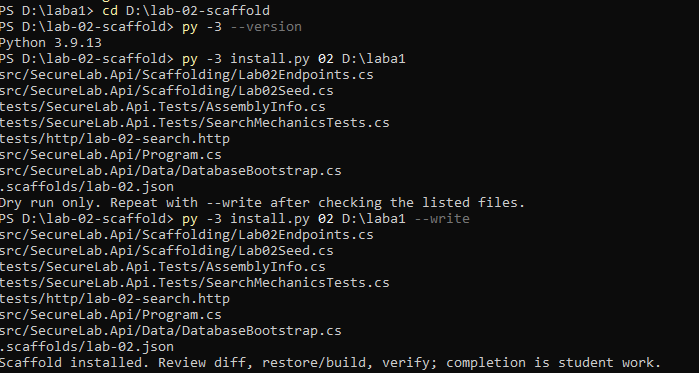 PS D:\laba1> cd D:\lab-02-scaffold
PS D:\lab-02-scaffold> py -3 --version
Python 3.9.13
PS D:\lab-02-scaffold> py -3 install.py 02 D:\laba1
src/SecureLab.Api/Scaffolding/Lab02Endpoints.cs
src/SecureLab.Api/Scaffolding/Lab02Seed.cs
tests/SecureLab.Api.Tests/AssemblyInfo.cs
tests/SecureLab.Api.Tests/SearchMechanicsTests.cs
tests/http/lab-02-search.http
src/SecureLab.Api/Program.cs
src/SecureLab.Api/Data/DatabaseBootstrap.cs
.scaffolds/lab-02.json
Dry run only. Repeat with --write after checking the listed files.
PS D:\lab-02-scaffold> py -3 install.py 02 D:\laba1 --write
src/SecureLab.Api/Scaffolding/Lab02Endpoints.cs
src/SecureLab.Api/Scaffolding/Lab02Seed.cs
tests/SecureLab.Api.Tests/AssemblyInfo.cs
tests/SecureLab.Api.Tests/SearchMechanicsTests.cs
tests/http/lab-02-search.http
src/SecureLab.Api/Program.cs
src/SecureLab.Api/Data/DatabaseBootstrap.cs
.scaffolds/lab-02.json
Scaffold installed. Review diff, restore/build, verify; completion is student work.